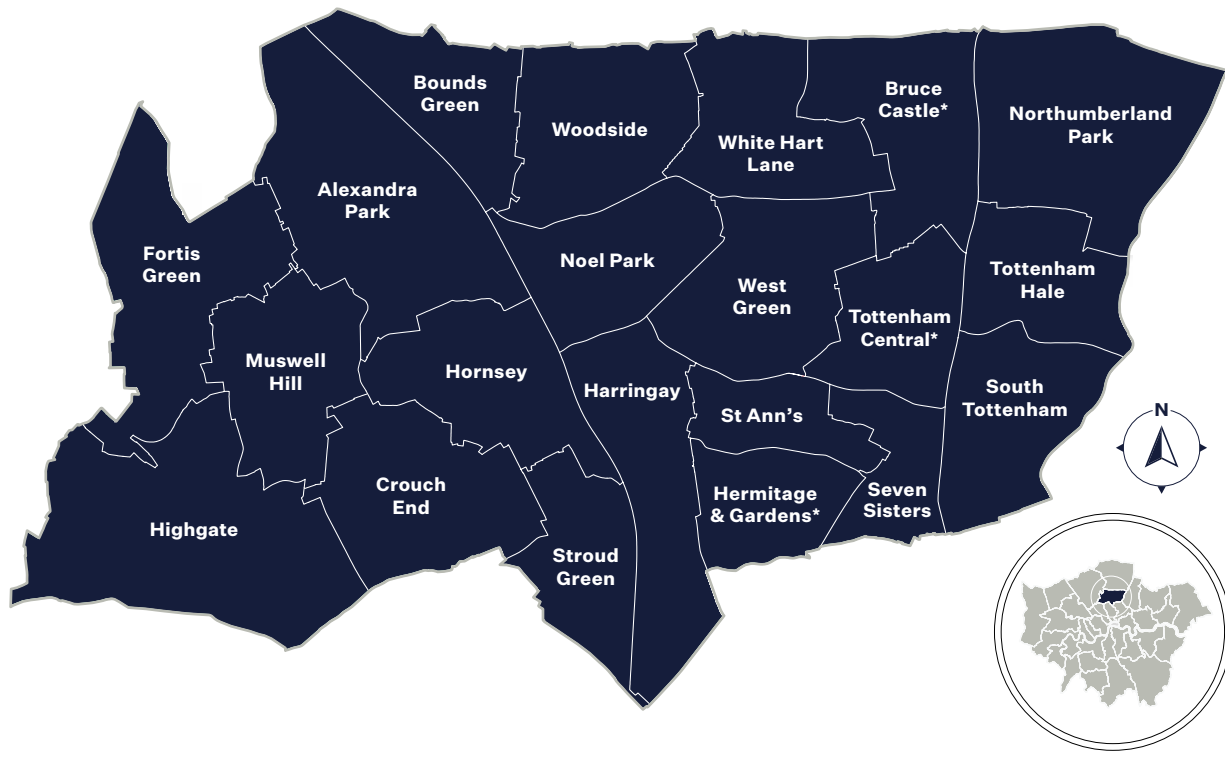 Bounds
Green
Woodside
White Hart
Lane
Bruce
Castle*
Northumberland
Park
Alexandra
Park
Fortis
Green
Noel Park
West
Green
Tottenham
Hale
Tottenham
Central*
Muswell
Hill
Hornsey
Harringay
St Ann’s
South
Tottenham
N
Highgate
Crouch
End
Stroud
Green
Hermitage
& Gardens*
Seven
Sisters